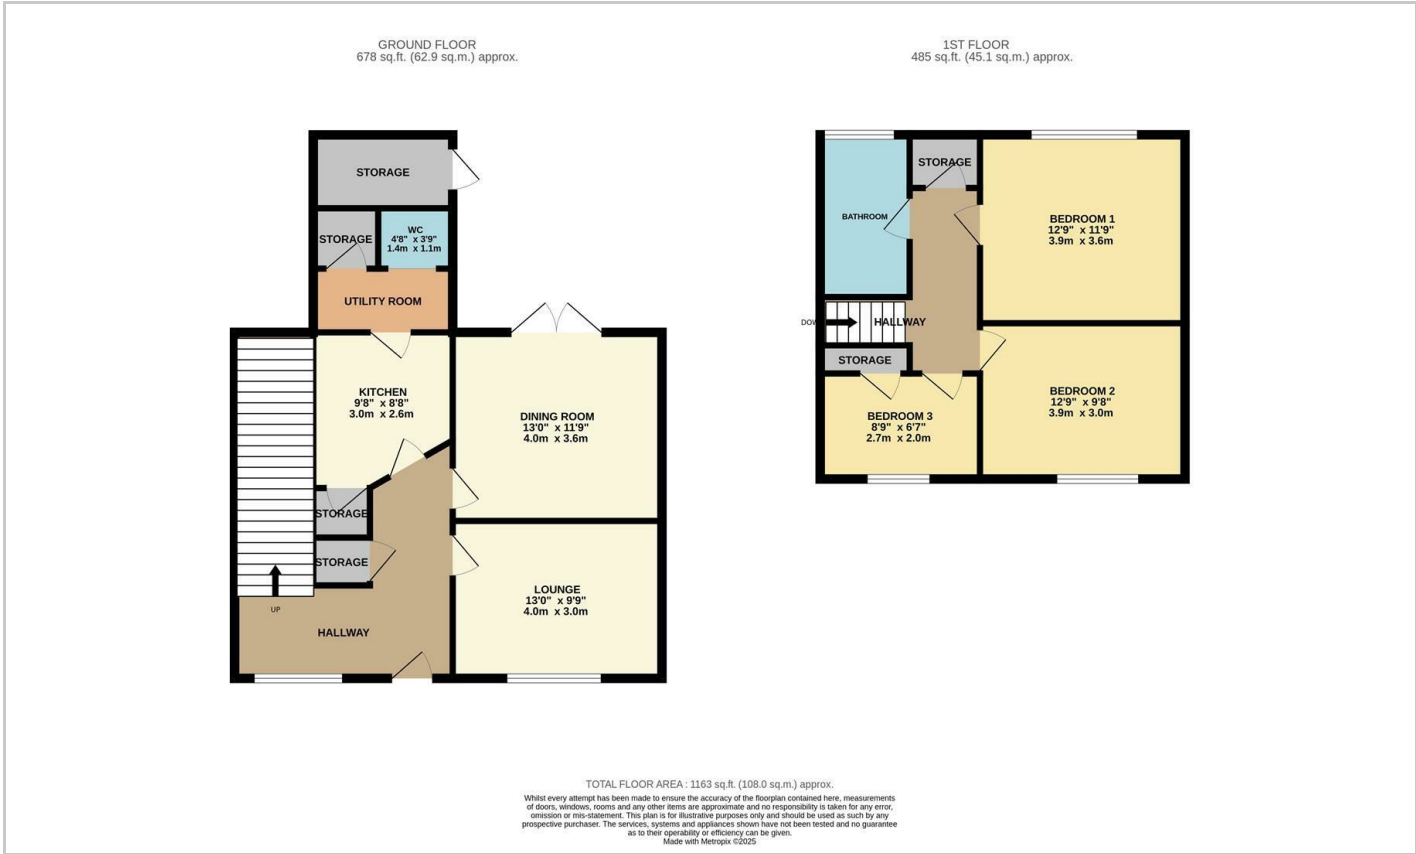 GROUND FLOOR
678 sq.ft. (62.9 sq.m.) approx.
STORAGE
STORAGE
WC
4'8" x 3'9"
1.4m x 1.1m
UTILITY ROOM
KITCHEN
9'8" x 8'8"
3.0m x 2.6m
DINING ROOM
13'0" x 11'9"
4.0m x 3.6m
STORAGE
STORAGE
LOUNGE
13'0" x 9'9"
4.0m x 3.0m
UP
HALLWAY
1ST FLOOR
485 sq.ft. (45.1 sq.m.) approx.
STORAGE
BATHROOM
BEDROOM 1
12'9" x 11'9"
3.9m x 3.6m
DOW
HALLWAY
STORAGE
BEDROOM 2
12'9" x 9'8"
3.9m x 3.0m
BEDROOM 3
8'9" x 6'7"
2.7m x 2.0m
TOTAL FLOOR AREA : 1163 sq.ft. (108.0 sq.m.) approx.
Whilst every attempt has been made to ensure the accuracy of the floorplan contained here, measurements
of doors, windows, rooms and any other items are approximate and no responsibility is taken for any error,
omission or mis-statement. This plan is for illustrative purposes only and should be used as such by any
prospective purchaser. The services, systems and appliances shown have not been tested and no guarantee
as to their operability or efficiency can be given.
Made with Metropix ©2025